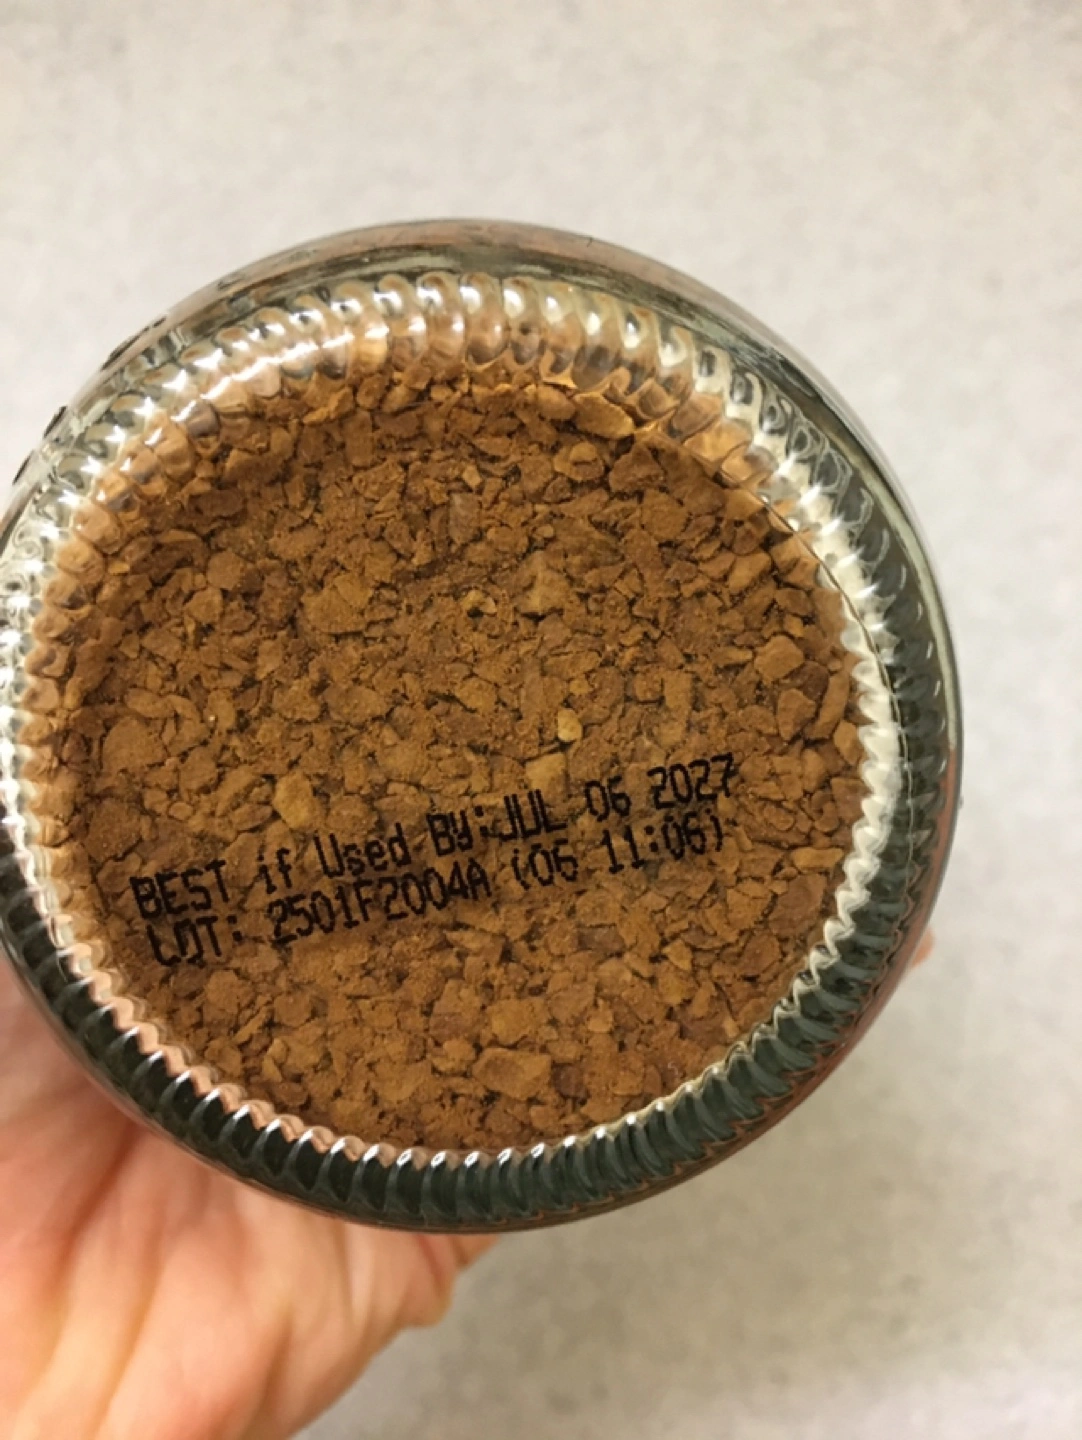 BEST if Used BY:JUL 06 2027
LOT: 2501F2004A (06 11:06)